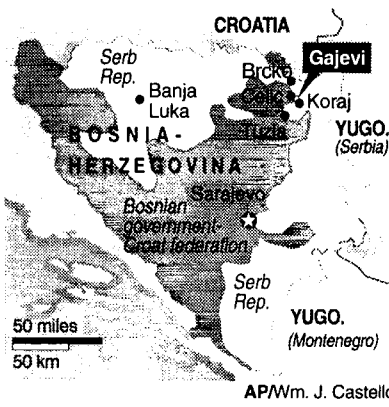 CROATIA
Gajevi
Serb
Rep.
Brcko
Celic
Koraj
Banja
Luka
Tuzla
BOSNIA-
HERZEGOVINA
YUGO.
(Serbia)
Sarajevo
Bosnian
government-
Croat federation
Serb
Rep.
YUGO.
(Montenegro)
50 miles
50 km
AP/Wm. J. Castello